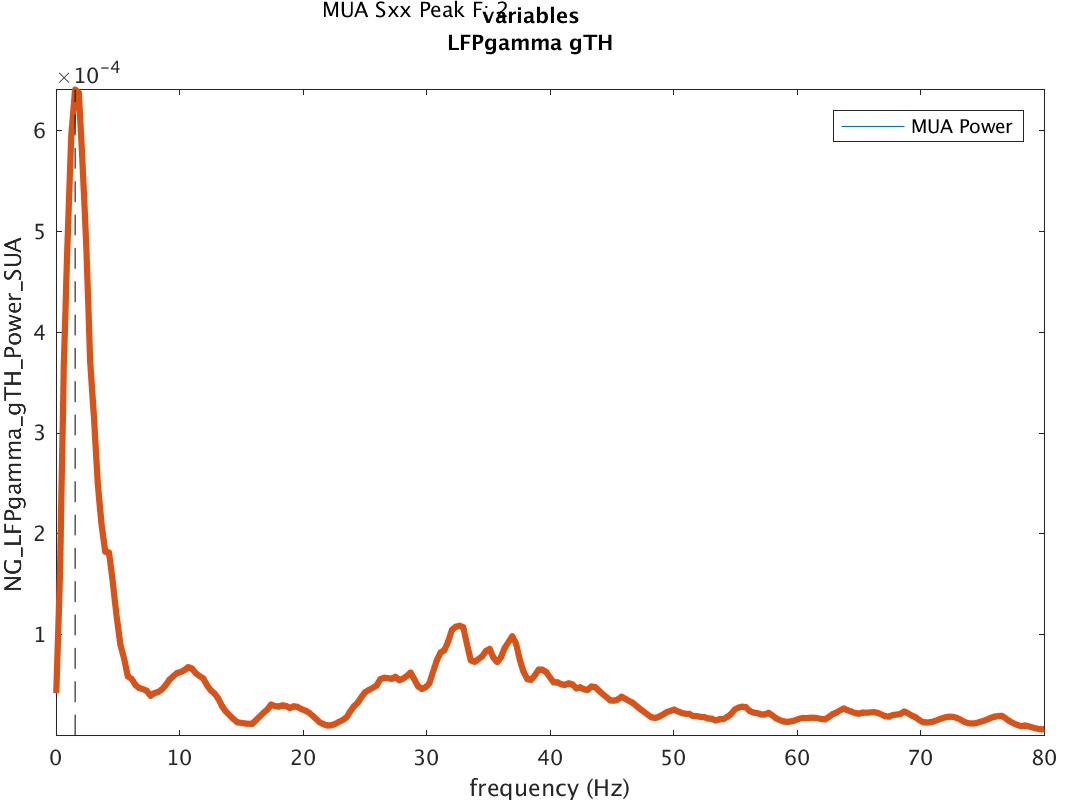 MUA Sxx Peak F: 2
variables
LFPgamma gTH
×10⁻⁴
MUA Power
6
5
4
3
2
1
NG_LFPgamma_gTH_Power_SUA
0 10 20 30 40 50 60 70 80
frequency (Hz)